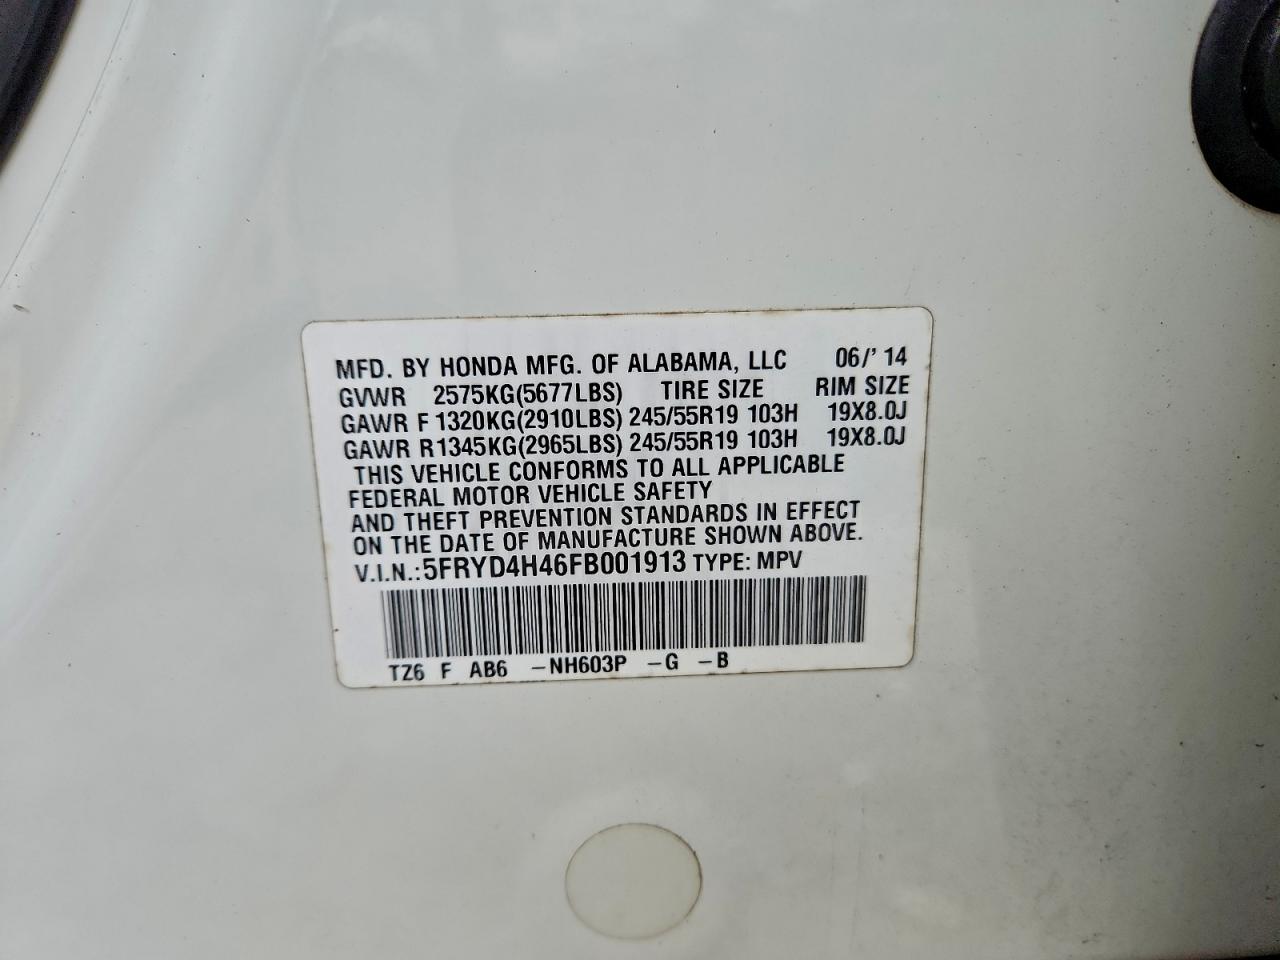 MFD. BY HONDA MFG. OF ALABAMA, LLC 06/'14
GVWR 2575KG(5677LBS) TIRE SIZE RIM SIZE
GAWR F 1320KG(2910LBS) 245/55R19 103H 19X8.0J
GAWR R1345KG(2965LBS) 245/55R19 103H 19X8.0J
THIS VEHICLE CONFORMS TO ALL APPLICABLE
FEDERAL MOTOR VEHICLE SAFETY
AND THEFT PREVENTION STANDARDS IN EFFECT
ON THE DATE OF MANUFACTURE SHOWN ABOVE.
V.I.N.:5FRYD4H46FB001913 TYPE: MPV
TZ6 F AB6 -NH603P -G -B